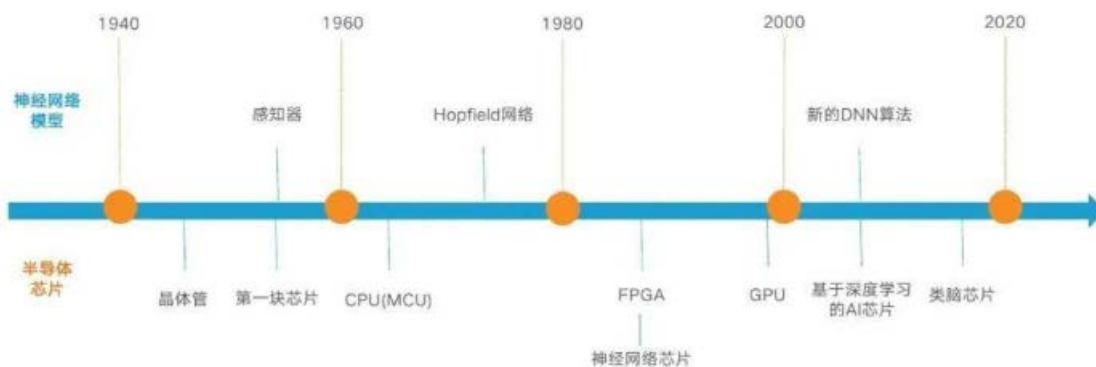 1940
1960
1980
2000
2020
神经网络
模型
感知器
Hopfield网络
新的DNN算法
半导体
芯片
晶体管
第一块芯片
CPU(MCU)
FPGA
GPU
基于深度学习
的AI芯片
类脑芯片
神经网络芯片